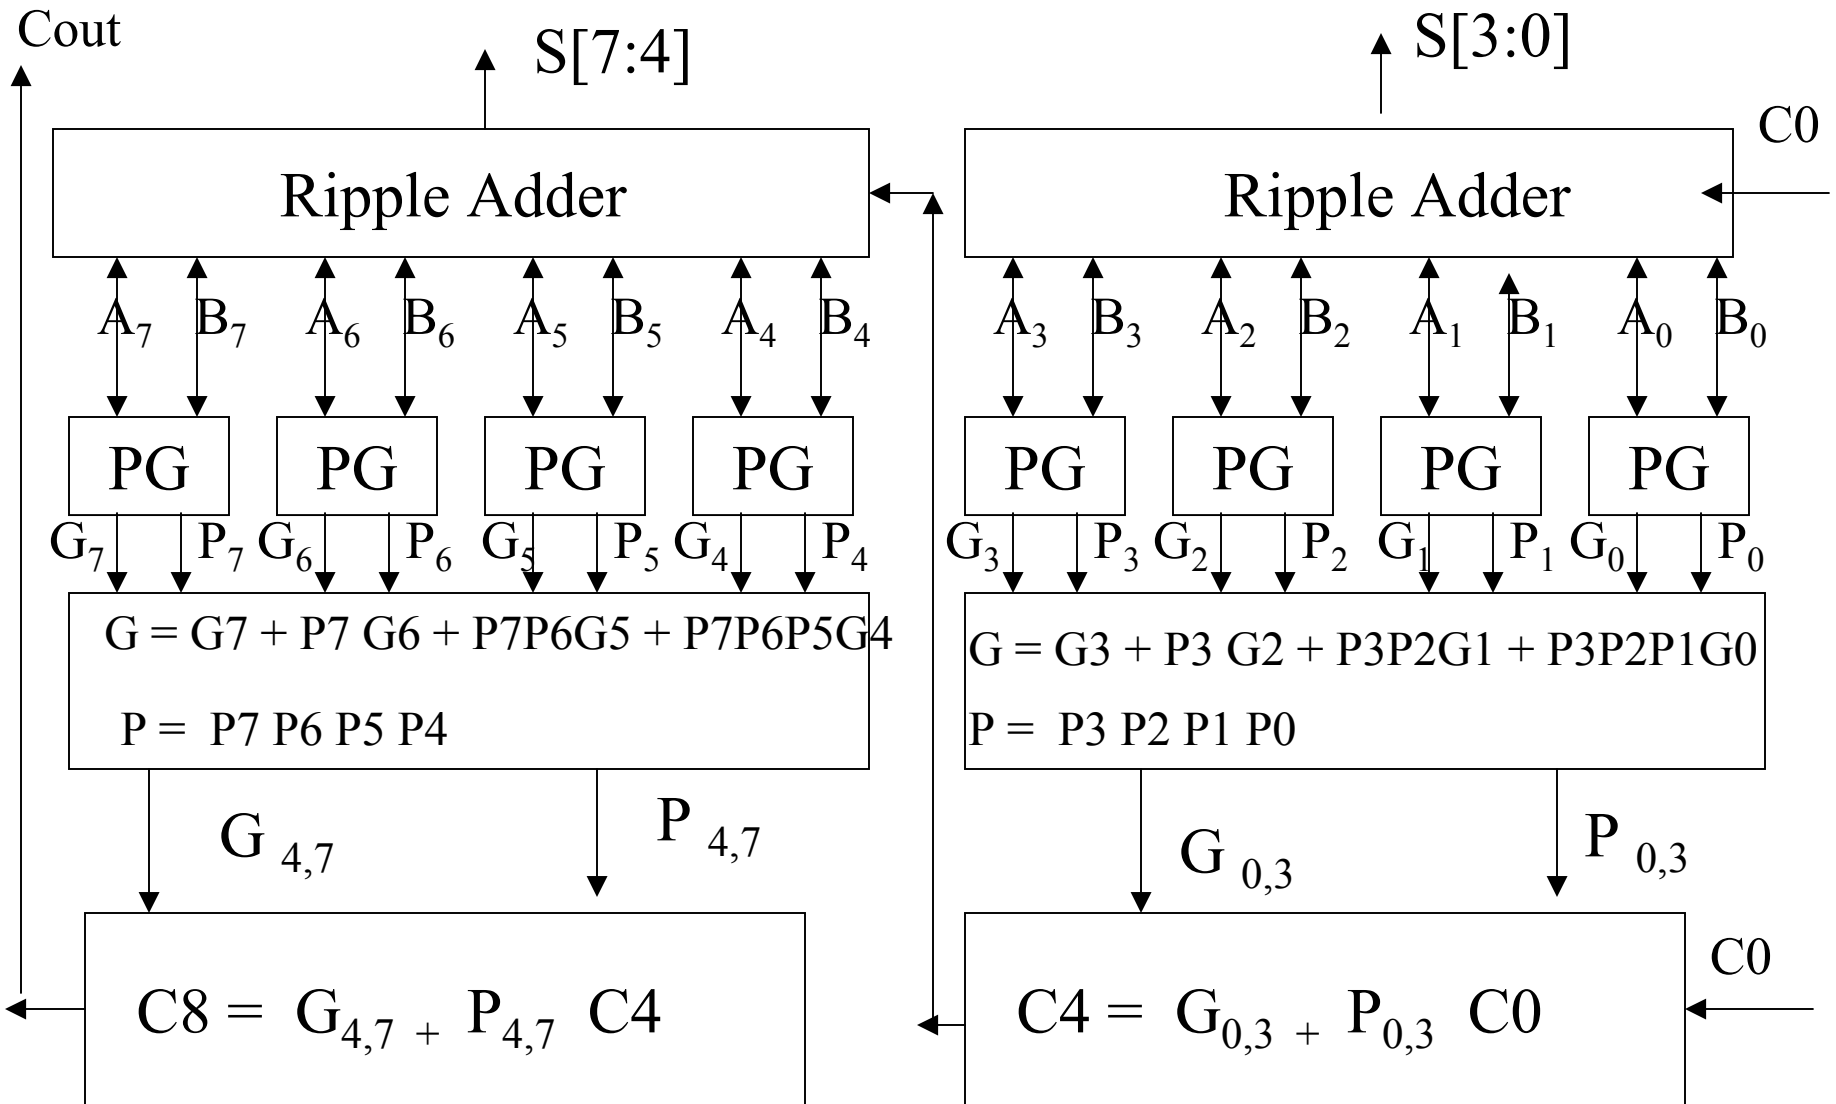 Cout
S[7:4]
S[3:0]
C0
Ripple Adder
Ripple Adder
A7 B7 A6 B6 A5 B5 A4 B4
A3 B3 A2 B2 A1 B1 A0 B0
PG PG PG PG
PG PG PG PG
G7 P7 G6 P6 G5 P5 G4 P4
G3 P3 G2 P2 G1 P1 G0 P0
G = G7 + P7 G6 + P7P6G5 + P7P6P5G4
P = P7 P6 P5 P4
G = G3 + P3 G2 + P3P2G1 + P3P2P1G0
P = P3 P2 P1 P0
G 4,7
P 4,7
G 0,3
P 0,3
C8 = G4,7 + P4,7 C4
C4 = G0,3 + P0,3 C0
C0